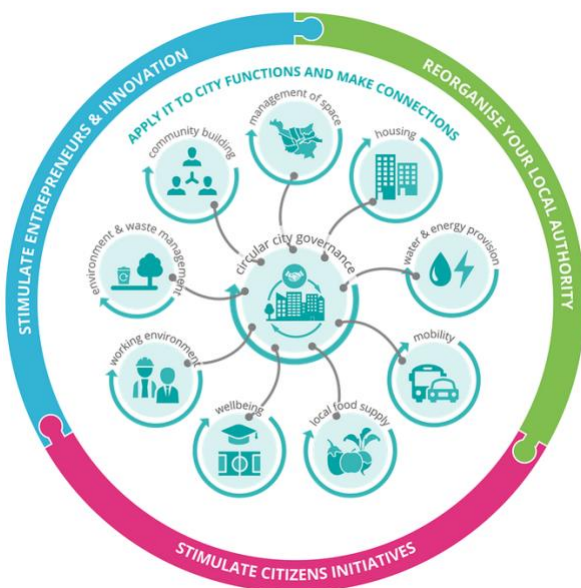 STIMULATE ENTREPRENEURS & INNOVATION
REORGANISE YOUR LOCAL AUTHORITY
STIMULATE CITIZENS INITIATIVES
APPLY IT TO CITY FUNCTIONS AND MAKE CONNECTIONS
management of space
housing
water & energy provision
mobility
local food supply
wellbeing
working environment
environment & waste management
community building
circular city governance